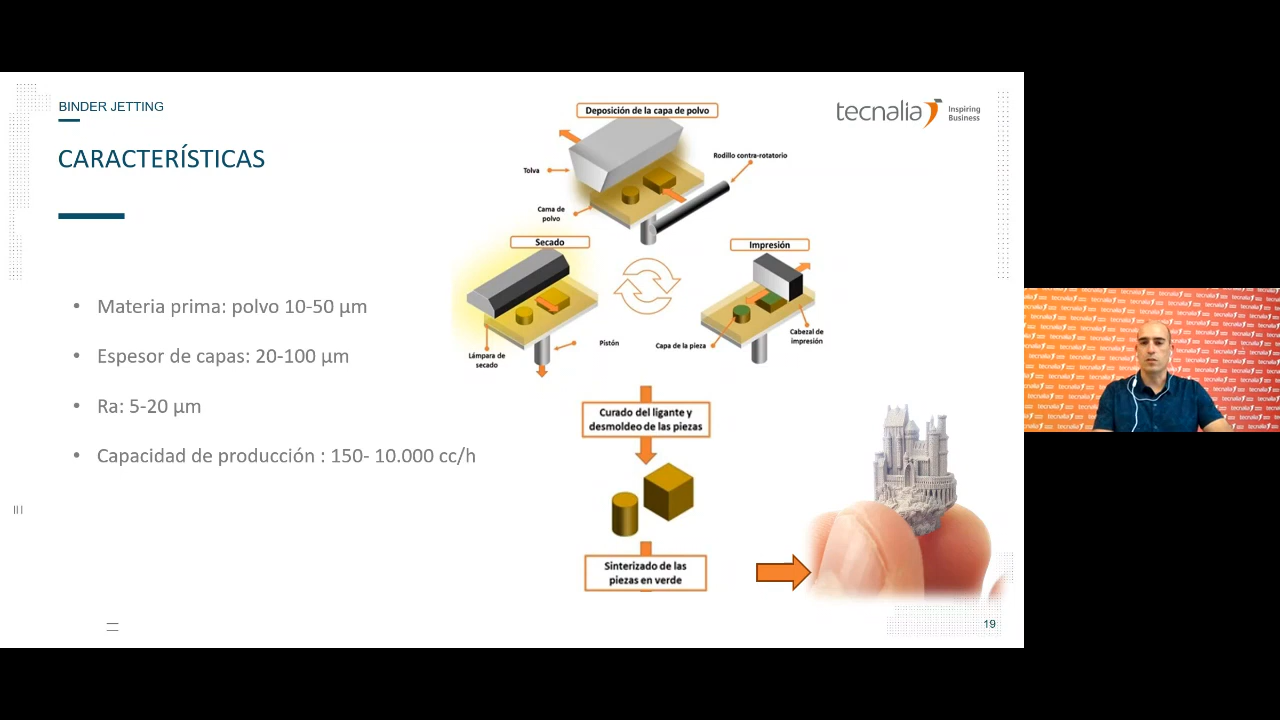 BINDER JETTING
CARACTERÍSTICAS
tecnalia
Inspiring
Business
Deposición de la capa de polvo
Rodillo contra-rotatorio
Tolva
Cama de
polvo
Secado
Impresión
Lámpara de
secado
Pistón
Capa de la pieza
Cabezal de
impresión
• Materia prima: polvo 10-50 μm
• Espesor de capas: 20-100 μm
• Ra: 5-20 μm
• Capacidad de producción : 150- 10.000 cc/h
Curado del ligante y
desmoldeo de las piezas
Sinterizado de las
piezas en verde
19